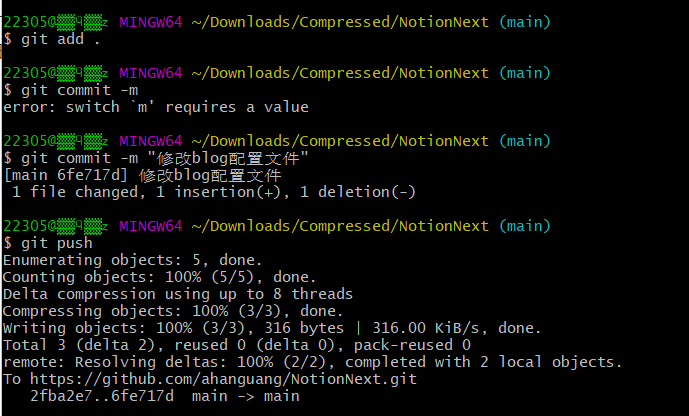 22305@ MINGW64 ~/Downloads/Compressed/NotionNext (main)
$ git add .
22305@ MINGW64 ~/Downloads/Compressed/NotionNext (main)
$ git commit -m
error: switch `m' requires a value
22305@ MINGW64 ~/Downloads/Compressed/NotionNext (main)
$ git commit -m "修改blog配置文件"
[main 6fe717d] 修改blog配置文件
 1 file changed, 1 insertion(+), 1 deletion(-)
22305@ MINGW64 ~/Downloads/Compressed/NotionNext (main)
$ git push
Enumerating objects: 5, done.
Counting objects: 100% (5/5), done.
Delta compression using up to 8 threads
Compressing objects: 100% (3/3), done.
Writing objects: 100% (3/3), 316 bytes | 316.00 KiB/s, done.
Total 3 (delta 2), reused 0 (delta 0), pack-reused 0
remote: Resolving deltas: 100% (2/2), completed with 2 local objects.
To https://github.com/ahanguang/NotionNext.git
   2fba2e7..6fe717d  main -> main